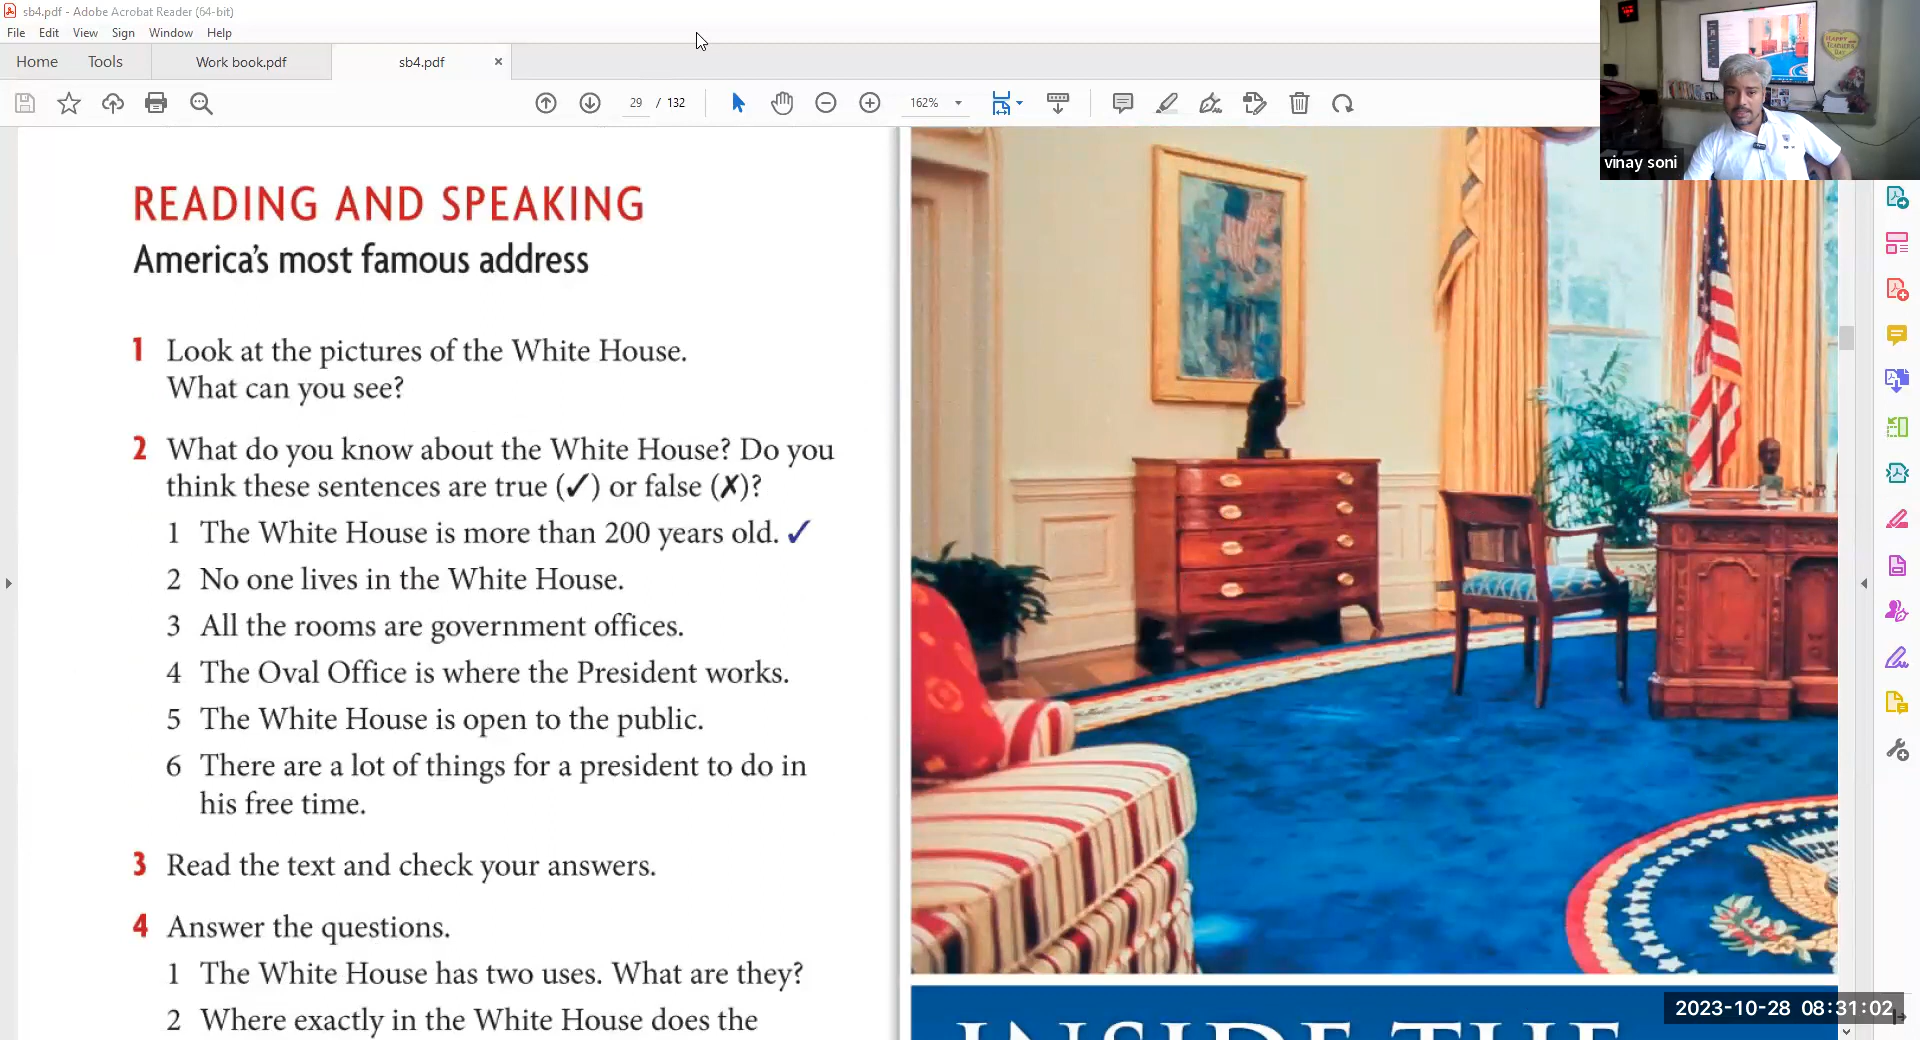 sb4.pdf - Adobe Acrobat Reader (64-bit)
File Edit View Sign Window Help
Home Tools Work book.pdf sb4.pdf ×
29 / 132 162%
vinay soni
READING AND SPEAKING
America's most famous address
1 Look at the pictures of the White House.
What can you see?
2 What do you know about the White House? Do you
think these sentences are true (✓) or false (✗)?
1 The White House is more than 200 years old. ✓
2 No one lives in the White House.
3 All the rooms are government offices.
4 The Oval Office is where the President works.
5 The White House is open to the public.
6 There are a lot of things for a president to do in
his free time.
3 Read the text and check your answers.
4 Answer the questions.
1 The White House has two uses. What are they?
2 Where exactly in the White House does the
INSIDE THE
2023-10-28 08:31:02